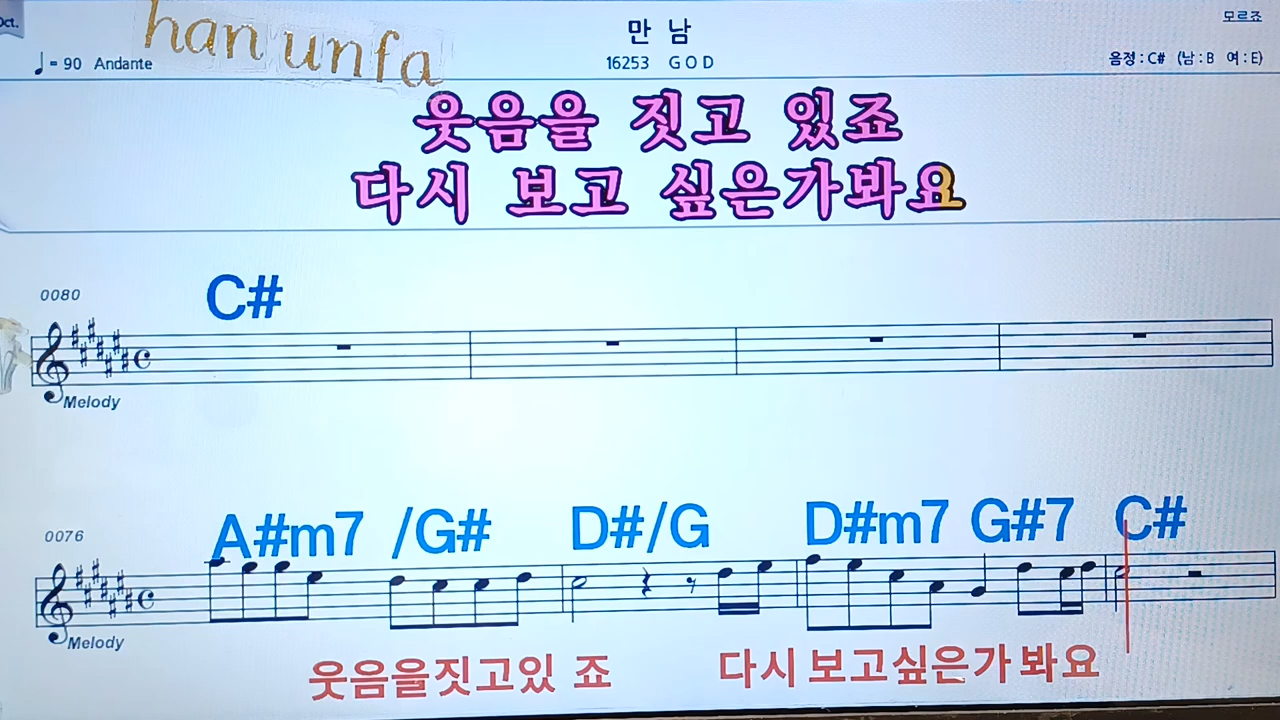 Oct.
han unfa
만 남
모르죠
♩= 90 Andante
16253 GOD
음정 : C# (남 : B 여 : E)
웃음을 짓고 있죠
다시 보고 싶은가봐요
0080
C#
Melody
0076
A#m7 /G# D#/G D#m7 G#7 C#
Melody
웃음을짓고있 죠 다시 보고싶은가 봐요